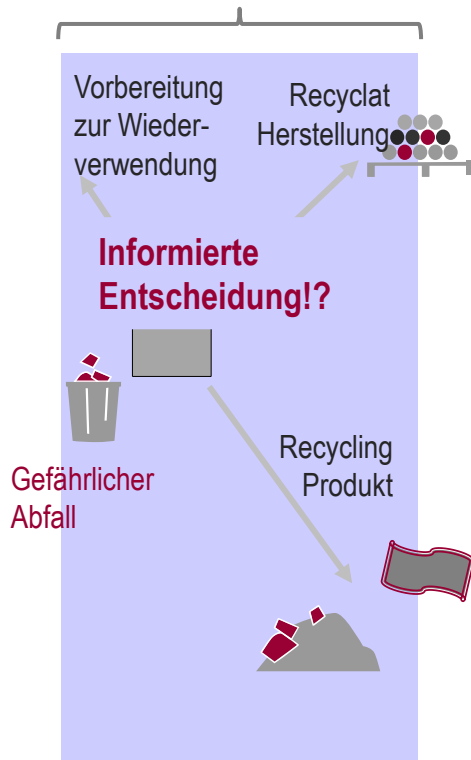 Vorbereitung
zur Wieder-
verwendung
Recyclat
Herstellung
Informierte
Entscheidung!?
Gefährlicher
Abfall
Recycling
Produkt